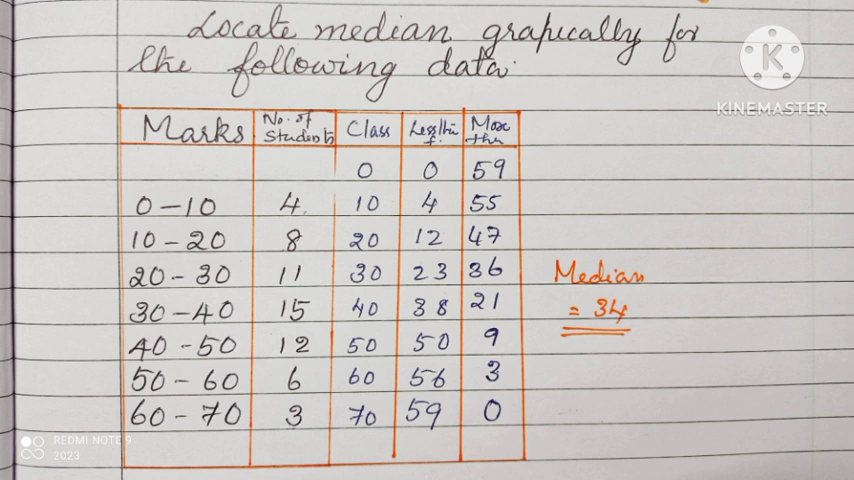 Locate median grapically for
the following data.
K
KINEMASTER
Marks No. of Students Class Less thn f. More thn
0 0 59
0-10 4 10 4 55
10-20 8 20 12 47
20-30 11 30 23 36
30-40 15 40 38 21
40-50 12 50 50 9
50-60 6 60 56 3
60-70 3 70 59 0
Median
= 34
REDMI NOTE 9
2023